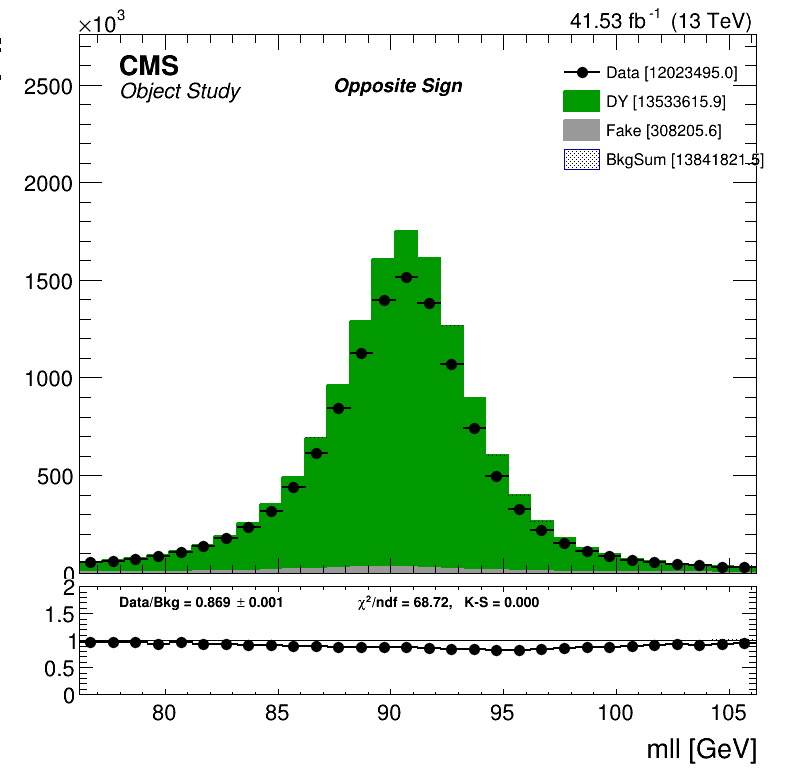 ×10³
41.53 fb⁻¹ (13 TeV)
CMS
Object Study
Opposite Sign
Data [12023495.0]
DY [13533615.9]
Fake [308205.6]
BkgSum [13841821.5]
2500
2000
1500
1000
500
0
Data/Bkg = 0.869 ± 0.001
χ²/ndf = 68.72, K-S = 0.000
2
1.5
1
0.5
0
80 85 90 95 100 105
mll [GeV]